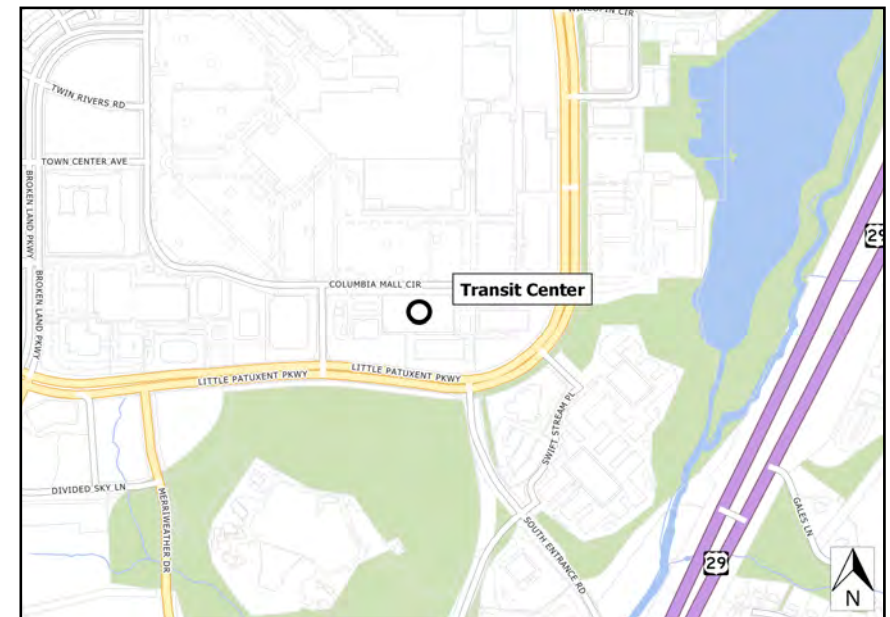 WINCOPIN CIR
TWIN RIVERS RD
TOWN CENTER AVE
BROKEN LAND PKWY
BROKEN LAND PKWY
29
COLUMBIA MALL CIR
Transit Center
LITTLE PATUXENT PKWY
LITTLE PATUXENT PKWY
SWIFT STREAM PL
DIVIDED SKY LN
MERRIWEATHER DR
SOUTH ENTRANCE RD
GALES LN
29
N